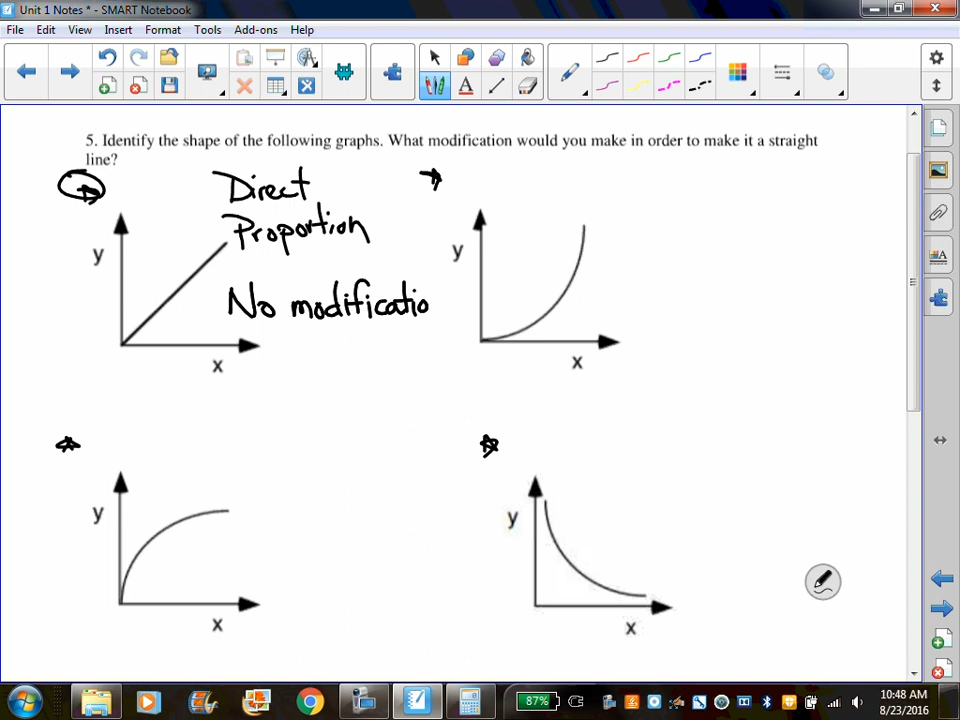 Unit 1 Notes * - SMART Notebook
File Edit View Insert Format Tools Add-ons Help
5. Identify the shape of the following graphs. What modification would you make in order to make it a straight
line?
Direct
Proportion
No modificatio
y
x
y
x
y
x
y
x
87%
10:48 AM
8/23/2016